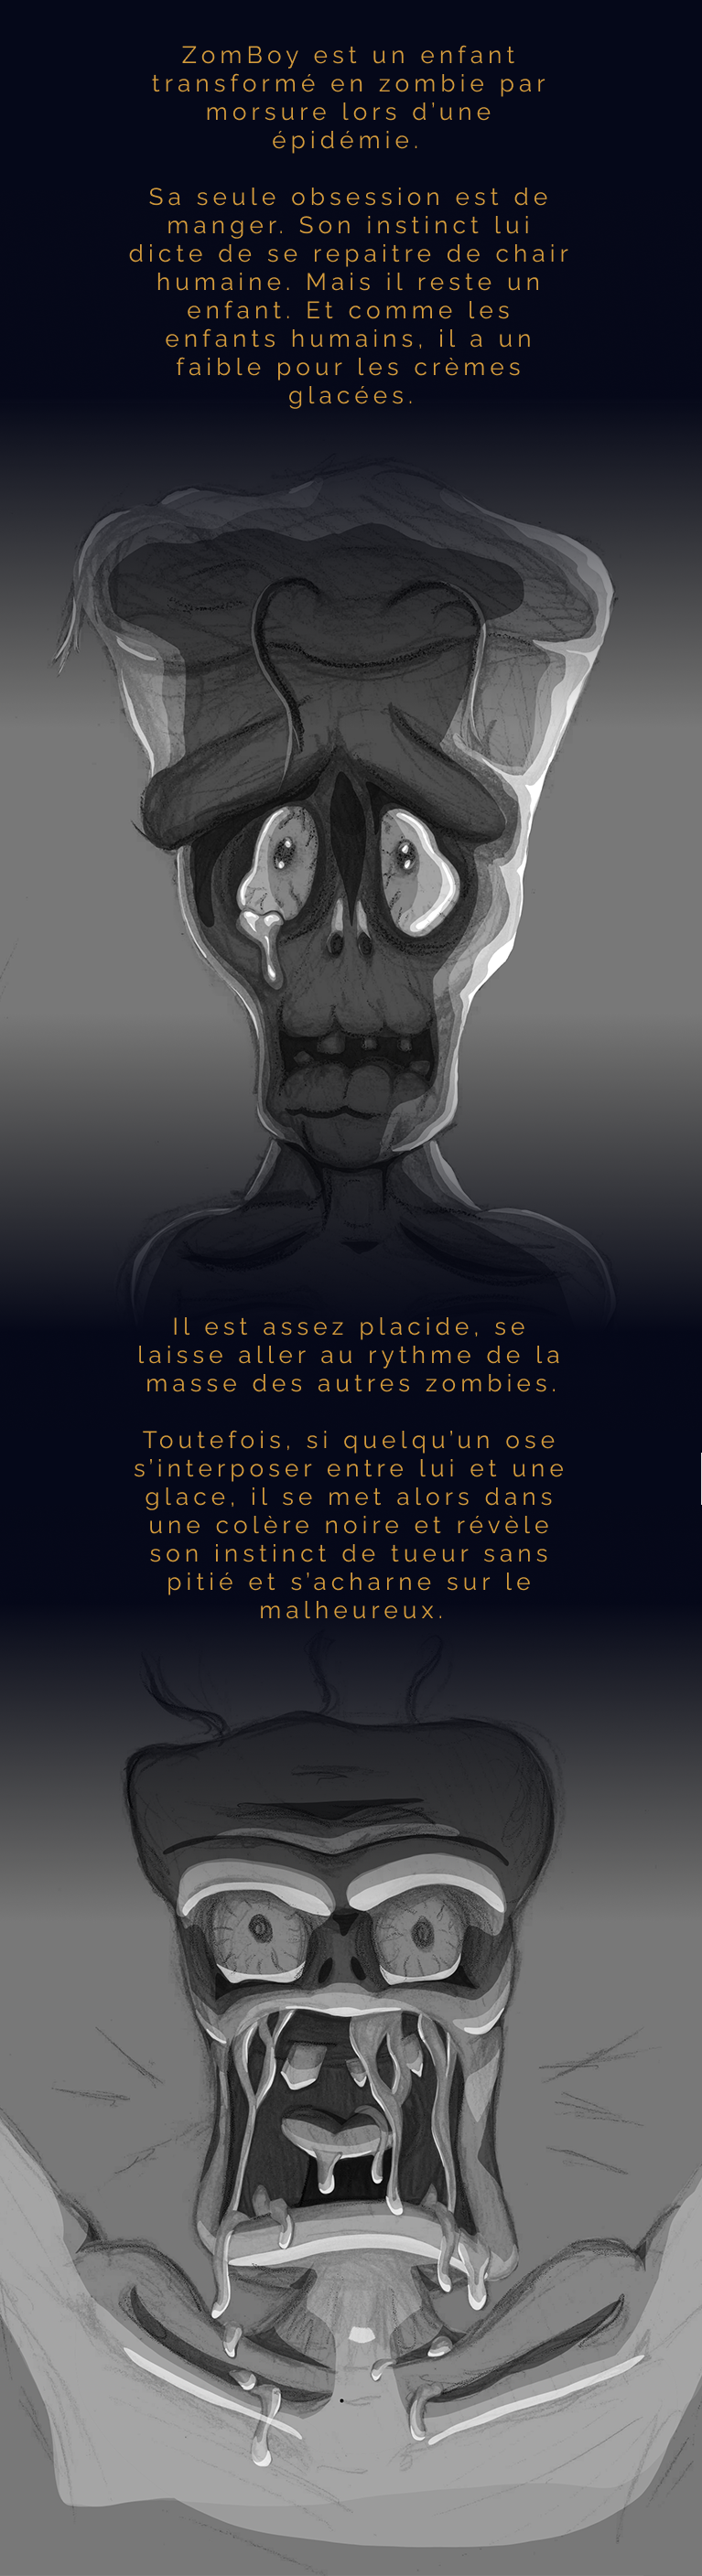 ZomBoy est un enfant
transformé en zombie par
morsure lors d'une
épidémie.
Sa seule obsession est de
manger. Son instinct lui
dicte de se repaitre de chair
humaine. Mais il reste un
enfant. Et comme les
enfants humains, il a un
faible pour les crèmes
glacées.
Il est assez placide, se
laisse aller au rythme de la
masse des autres zombies.
Toutefois, si quelqu'un ose
s'interposer entre lui et une
glace, il se met alors dans
une colère noire et révèle
son instinct de tueur sans
pitié et s'acharne sur le
malheureux.